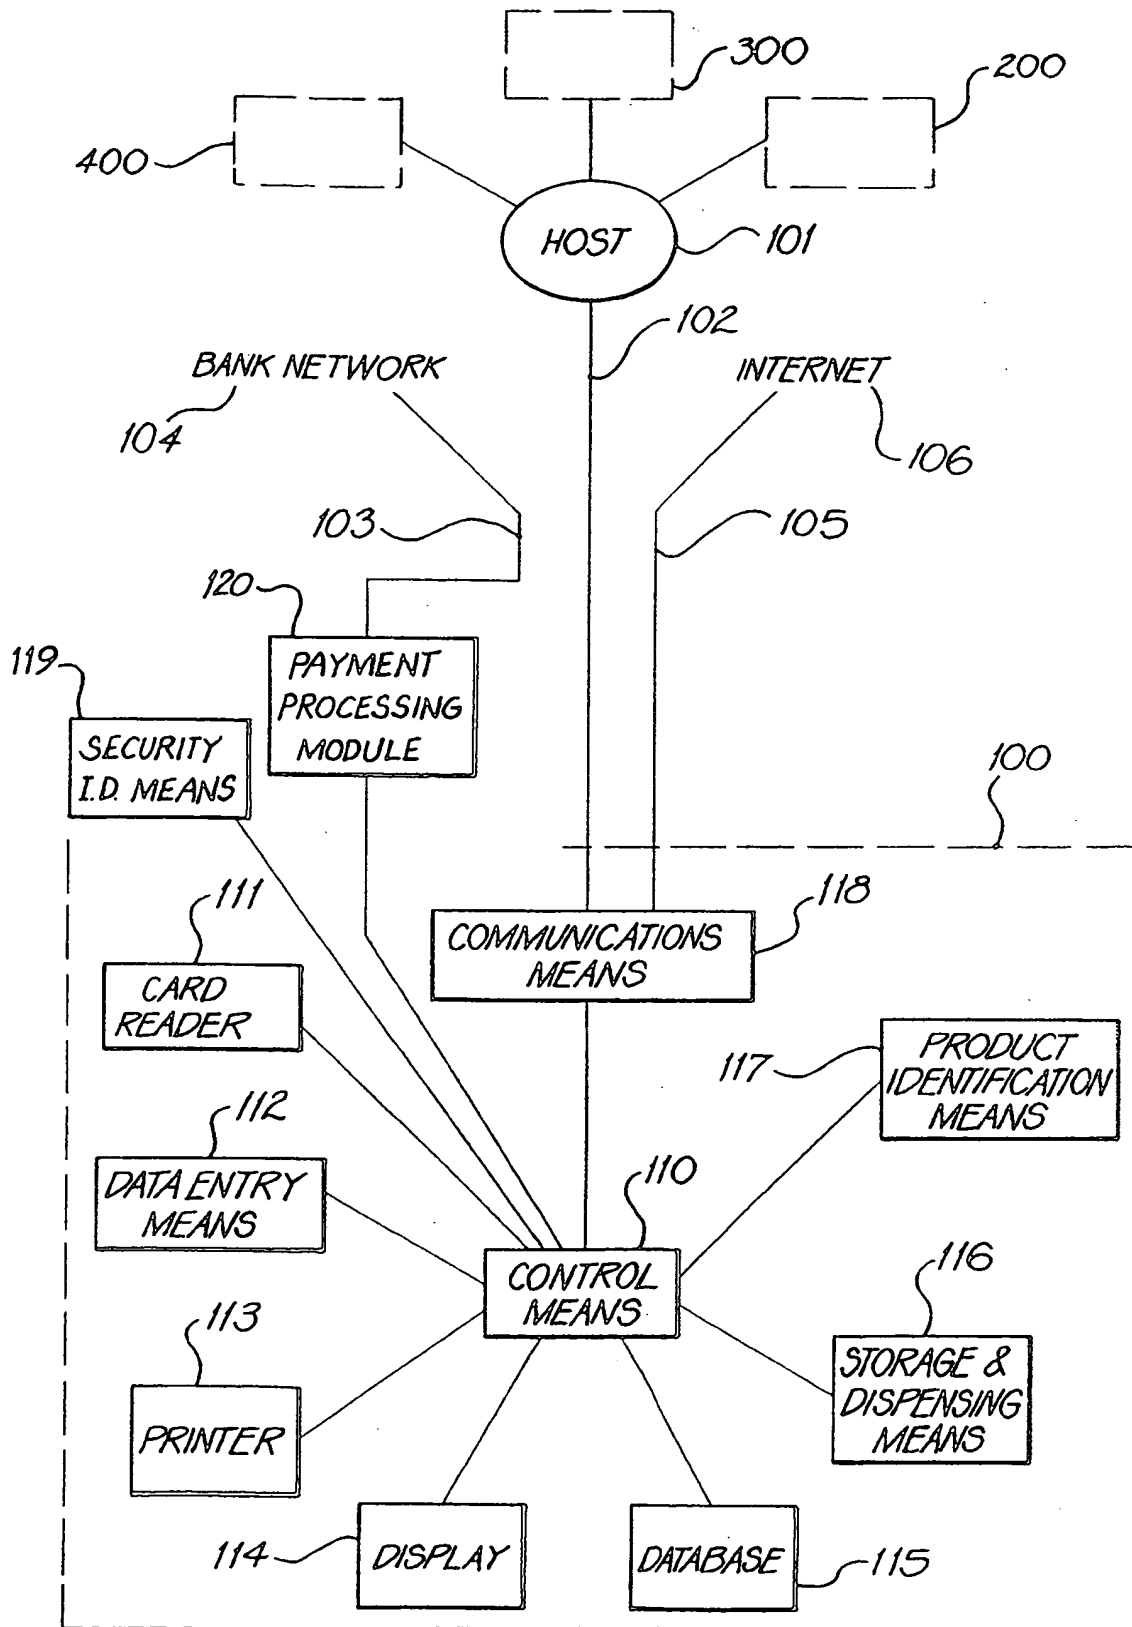 300
200
400
HOST
101
102
BANK NETWORK
INTERNET
104
106
103
105
120
119
PAYMENT
PROCESSING
MODULE
SECURITY
I.D. MEANS
100
111
118
COMMUNICATIONS
MEANS
CARD
READER
117
PRODUCT
IDENTIFICATION
MEANS
112
110
DATA ENTRY
MEANS
116
CONTROL
MEANS
113
STORAGE &
DISPENSING
MEANS
PRINTER
114
DISPLAY
DATABASE
115